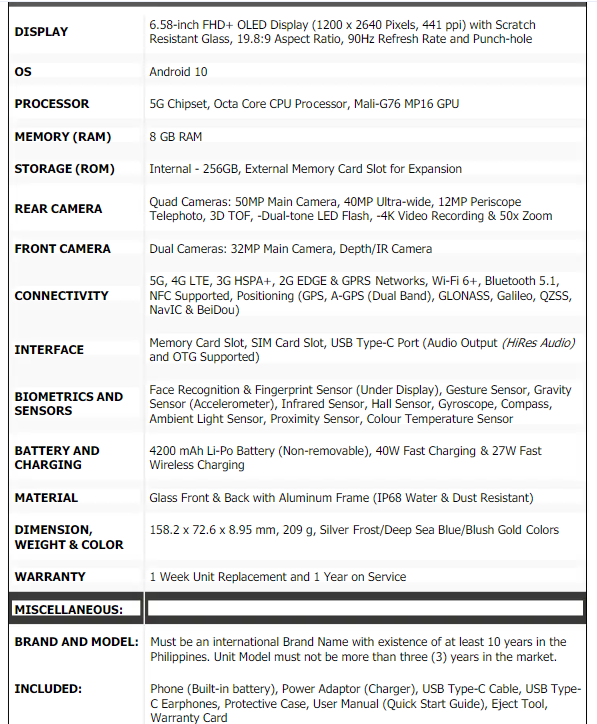 DISPLAY
6.58-inch FHD+ OLED Display (1200 x 2640 Pixels, 441 ppi) with Scratch
Resistant Glass, 19.8:9 Aspect Ratio, 90Hz Refresh Rate and Punch-hole
OS
Android 10
PROCESSOR
5G Chipset, Octa Core CPU Processor, Mali-G76 MP16 GPU
MEMORY (RAM)
8 GB RAM
STORAGE (ROM)
Internal - 256GB, External Memory Card Slot for Expansion
REAR CAMERA
Quad Cameras: 50MP Main Camera, 40MP Ultra-wide, 12MP Periscope
Telephoto, 3D TOF, -Dual-tone LED Flash, -4K Video Recording & 50x Zoom
FRONT CAMERA
Dual Cameras: 32MP Main Camera, Depth/IR Camera
CONNECTIVITY
5G, 4G LTE, 3G HSPA+, 2G EDGE & GPRS Networks, Wi-Fi 6+, Bluetooth 5.1,
NFC Supported, Positioning (GPS, A-GPS (Dual Band), GLONASS, Galileo, QZSS,
NavIC & BeiDou)
INTERFACE
Memory Card Slot, SIM Card Slot, USB Type-C Port (Audio Output (HiRes Audio)
and OTG Supported)
BIOMETRICS AND
SENSORS
Face Recognition & Fingerprint Sensor (Under Display), Gesture Sensor, Gravity
Sensor (Accelerometer), Infrared Sensor, Hall Sensor, Gyroscope, Compass,
Ambient Light Sensor, Proximity Sensor, Colour Temperature Sensor
BATTERY AND
CHARGING
4200 mAh Li-Po Battery (Non-removable), 40W Fast Charging & 27W Fast
Wireless Charging
MATERIAL
Glass Front & Back with Aluminum Frame (IP68 Water & Dust Resistant)
DIMENSION,
WEIGHT & COLOR
158.2 x 72.6 x 8.95 mm, 209 g, Silver Frost/Deep Sea Blue/Blush Gold Colors
WARRANTY
1 Week Unit Replacement and 1 Year on Service
MISCELLANEOUS:
BRAND AND MODEL:
Must be an international Brand Name with existence of at least 10 years in the
Philippines. Unit Model must not be more than three (3) years in the market.
INCLUDED:
Phone (Built-in battery), Power Adaptor (Charger), USB Type-C Cable, USB Type-
C Earphones, Protective Case, User Manual (Quick Start Guide), Eject Tool,
Warranty Card